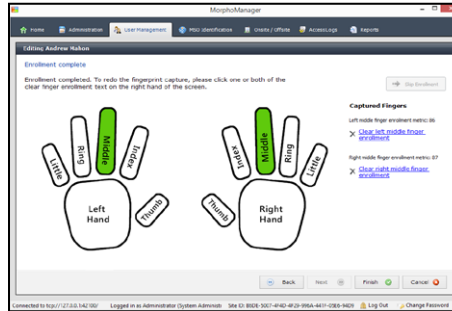 MorphoManager
Home Administration User Management MSO Identification Onsite / Offsite AccessLogs Reports
Editing Andrew Mahon
Enrollment complete
Enrollment completed. To redo the fingerprint capture, please click one or both of the
clear finger enrollment text on the right hand of the screen.
Skip Enrollment
Captured Fingers
Left middle finger enrolment metric: 86
Clear left middle finger
enrollment
Right middle finger enrolment metric: 87
Clear right middle finger
enrollment
Little Ring Middle Index Thumb
Left
Hand
Thumb Index Middle Ring Little
Right
Hand
Back Next Finish Cancel
Logged in as Administrator (System Administ Log Out Change Password